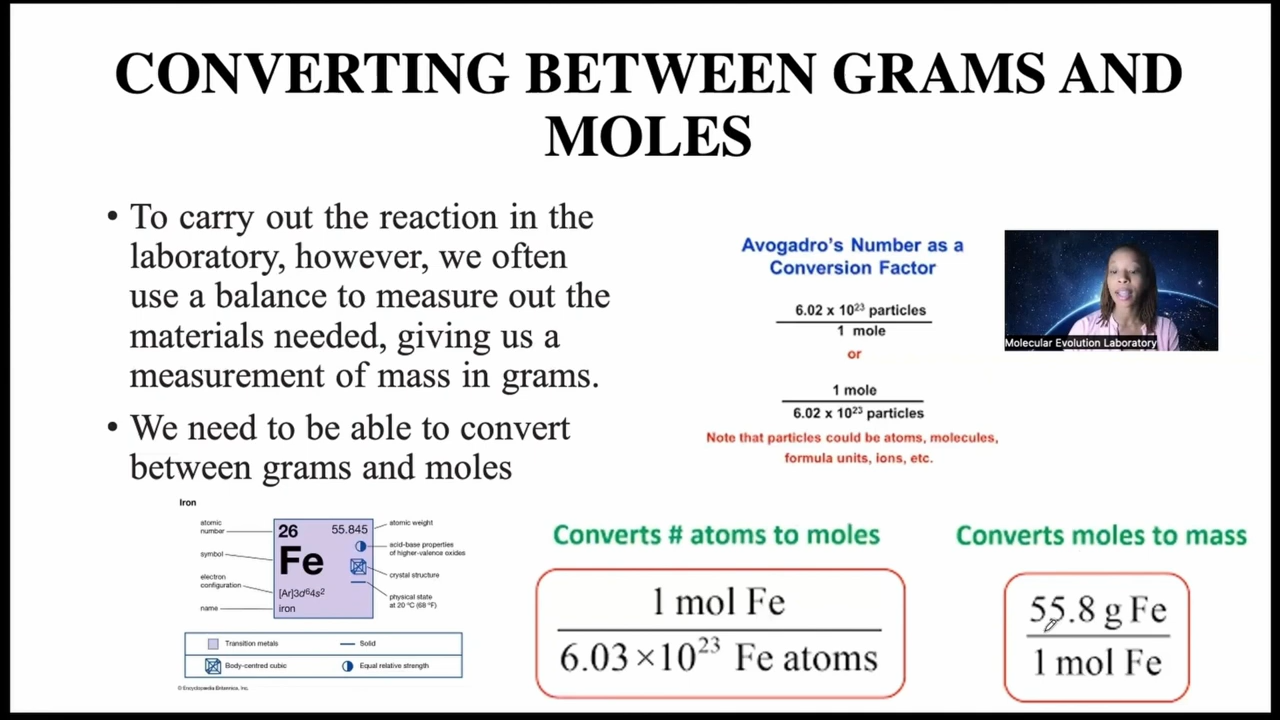 CONVERTING BETWEEN GRAMS AND
MOLES
• To carry out the reaction in the
laboratory, however, we often
use a balance to measure out the
materials needed, giving us a
measurement of mass in grams.
• We need to be able to convert
between grams and moles
Avogadro's Number as a
Conversion Factor
6.02 x 10²³ particles
1 mole
or
1 mole
6.02 x 10²³ particles
Note that particles could be atoms, molecules,
formula units, ions, etc.
Molecular Evolution Laboratory
Iron
atomic
number
symbol
electron
configuration
name
26 55.845
Fe
[Ar]3d⁶4s²
iron
atomic weight
acid-base properties
of higher-valence oxides
crystal structure
physical state
at 20 °C (68 °F)
Transition metals
Solid
Body-centred cubic
Equal relative strength
© Encyclopædia Britannica, Inc.
Converts # atoms to moles
1 mol Fe
6.03×10²³ Fe atoms
Converts moles to mass
55.8 g Fe
1 mol Fe